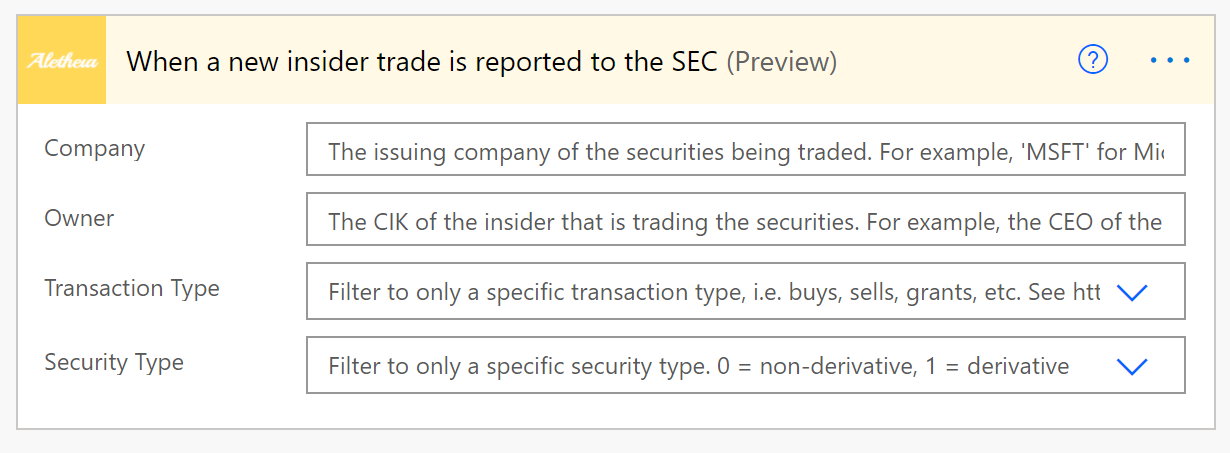 Aletheia
When a new insider trade is reported to the SEC (Preview)
?
Company
The issuing company of the securities being traded. For example, 'MSFT' for Mic
Owner
The CIK of the insider that is trading the securities. For example, the CEO of the
Transaction Type
Filter to only a specific transaction type, i.e. buys, sells, grants, etc. See htt
Security Type
Filter to only a specific security type. 0 = non-derivative, 1 = derivative